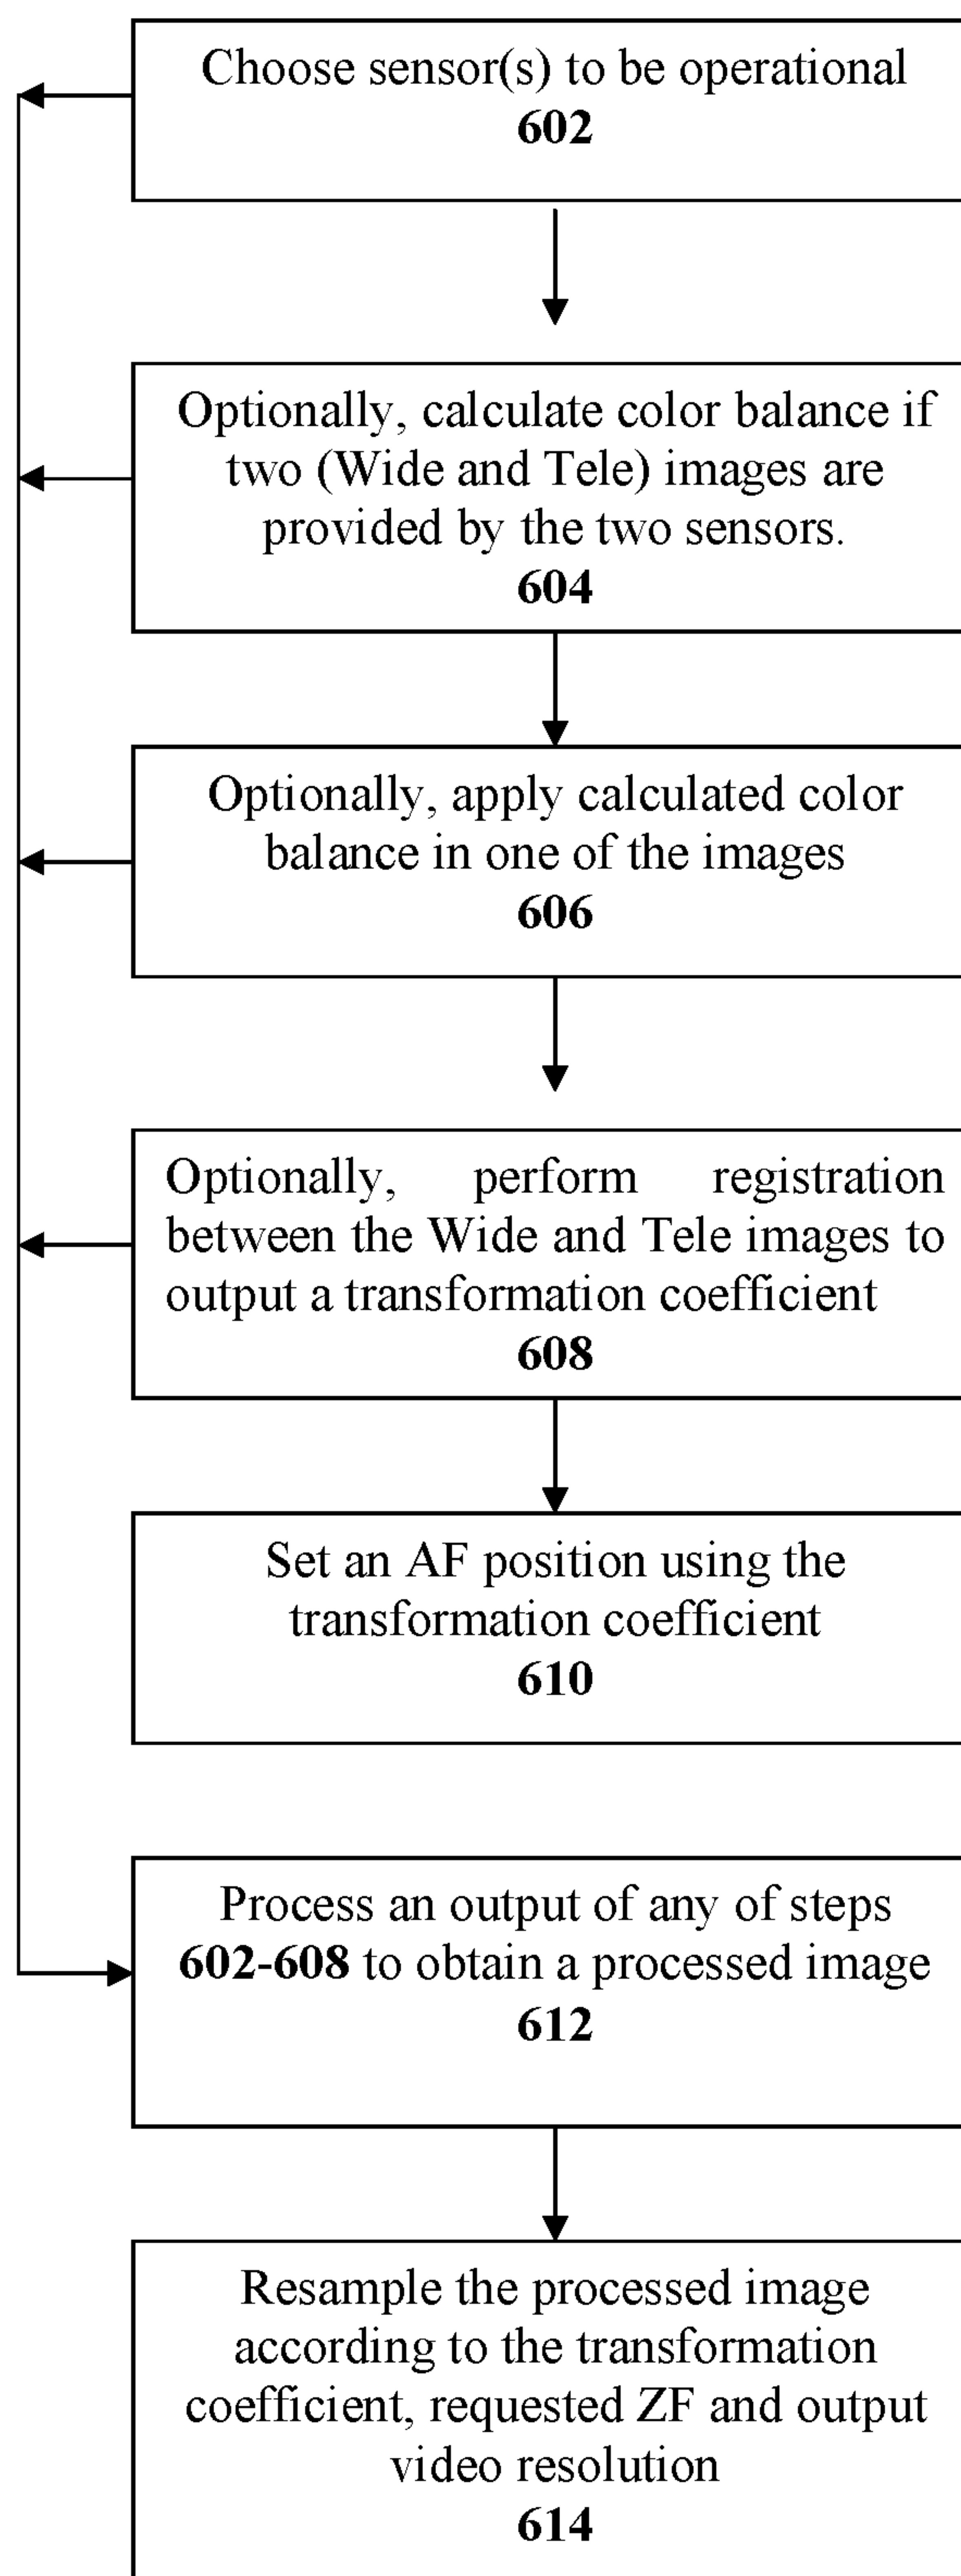 Choose sensor(s) to be operational
602
Optionally, calculate color balance if
two (Wide and Tele) images are
provided by the two sensors.
604
Optionally, apply calculated color
balance in one of the images
606
Optionally, perform registration
between the Wide and Tele images to
output a transformation coefficient
608
Set an AF position using the
transformation coefficient
610
Process an output of any of steps
602-608 to obtain a processed image
612
Resample the processed image
according to the transformation
coefficient, requested ZF and output
video resolution
614